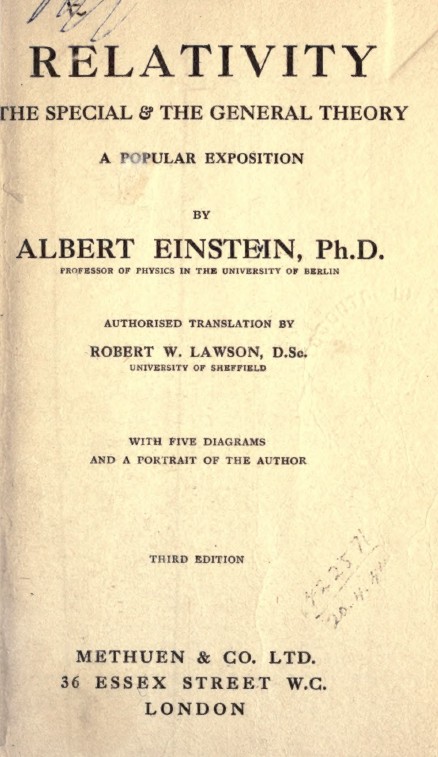 RELATIVITY
THE SPECIAL & THE GENERAL THEORY
A POPULAR EXPOSITION
BY
ALBERT EINSTEIN, Ph.D.
PROFESSOR OF PHYSICS IN THE UNIVERSITY OF BERLIN
AUTHORISED TRANSLATION BY
ROBERT W. LAWSON, D.Sc.
UNIVERSITY OF SHEFFIELD
WITH FIVE DIAGRAMS
AND A PORTRAIT OF THE AUTHOR
THIRD EDITION
METHUEN & CO. LTD.
36 ESSEX STREET W.C.
LONDON